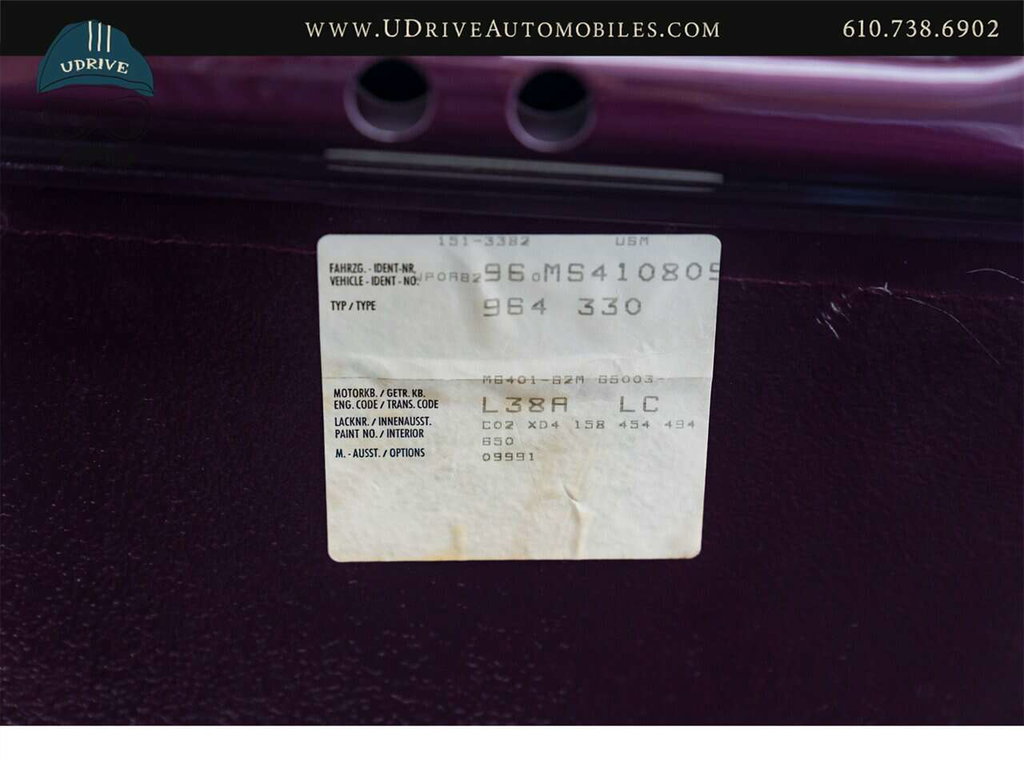 www.UDriveAutomobiles.com
610.738.6902
UDRIVE
151-3382 USM
FAHRZG. - IDENT-NR.
VEHICLE - IDENT - NO.
TYP / TYPE 964 330
MOTORKB. / GETR. KB.
ENG. CODE / TRANS. CODE L38A LC
LACKNR. / INNENAUSST. C02 XD4 158 454 494
PAINT NO. / INTERIOR 650
M. - AUSST. / OPTIONS 09991